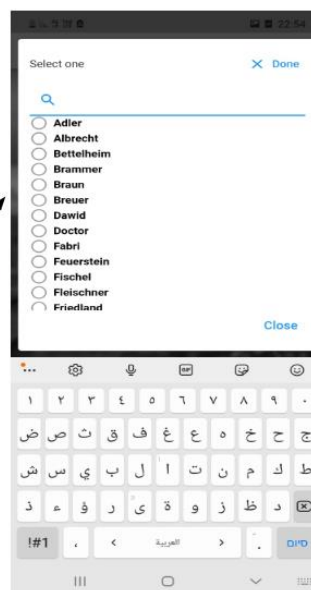 22:54
Select one
× Done
Adler
Albrecht
Bettelheim
Brammer
Braun
Breuer
Dawid
Doctor
Fabri
Feuerstein
Fischel
Fleischner
Friedland
Close
GIF
١ ٢ ٣ ٤ ٥ ٦ ٧ ٨ ٩ ٠
ض ص ث ق ف غ ع ه خ ح ج
ش س ي ب ل ا ت ن م ك ط
ذ ء ؤ ر ى ة و ز ظ د
!#1 ، < العربية > . סיום